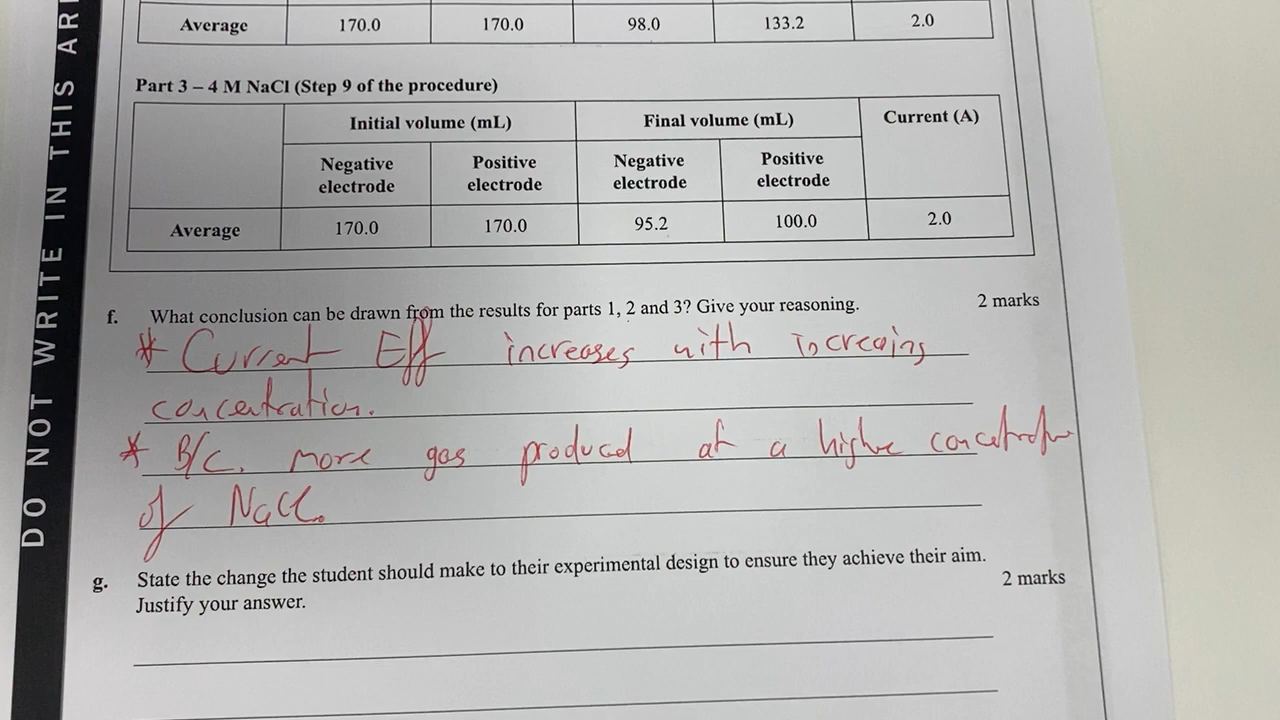 DO NOT WRITE IN THIS AR
Average 170.0 170.0 98.0 133.2 2.0
Part 3 – 4 M NaCl (Step 9 of the procedure)
Initial volume (mL) Final volume (mL) Current (A)
Negative electrode Positive electrode Negative electrode Positive electrode
Average 170.0 170.0 95.2 100.0 2.0
f. What conclusion can be drawn from the results for parts 1, 2 and 3? Give your reasoning. 2 marks
* Current Eff increases with increaing
concentration.
* B/c. more gas produced at a highe
of NaCl.
g. State the change the student should make to their experimental design to ensure they achieve their aim.
Justify your answer. 2 marks